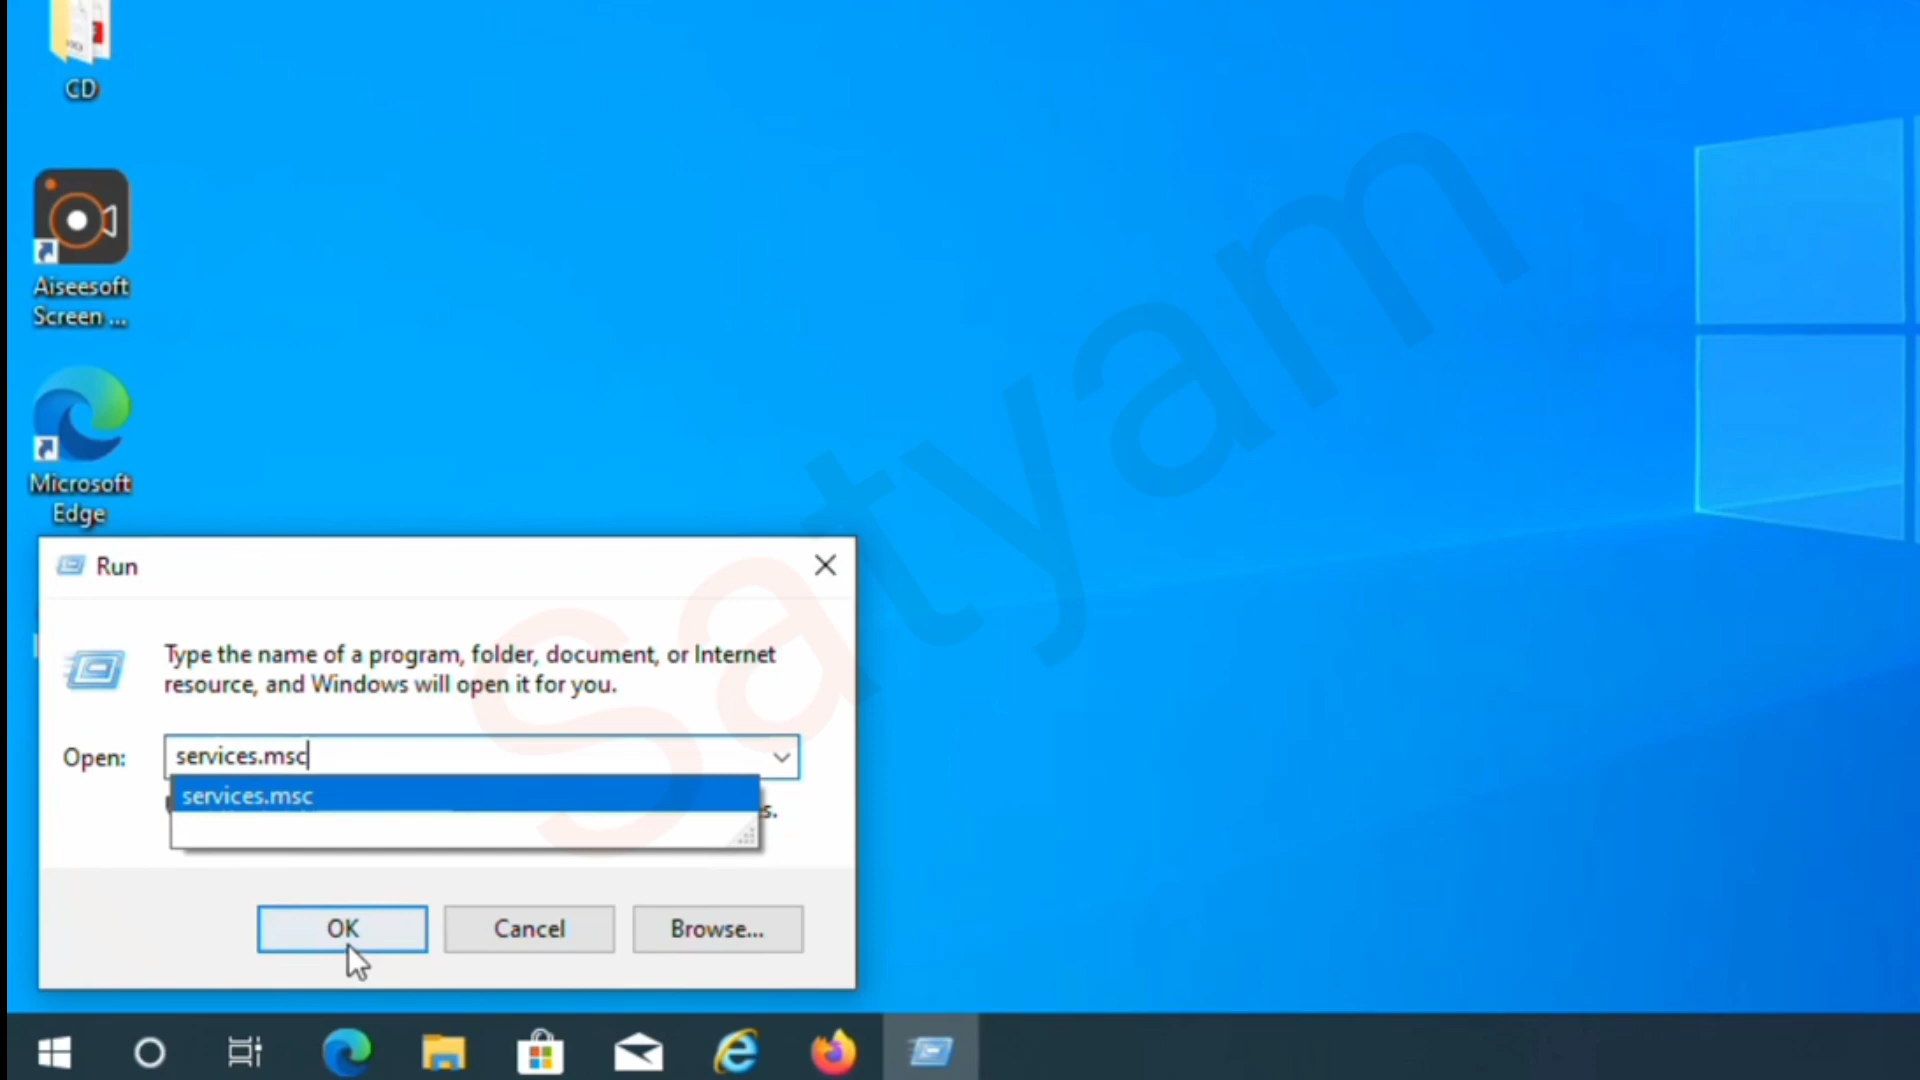 CD
Aiseesoft
Screen ...
Microsoft
Edge
Run
Type the name of a program, folder, document, or Internet
resource, and Windows will open it for you.
Open: services.msc
services.msc
s.
OK Cancel Browse...
Satyam